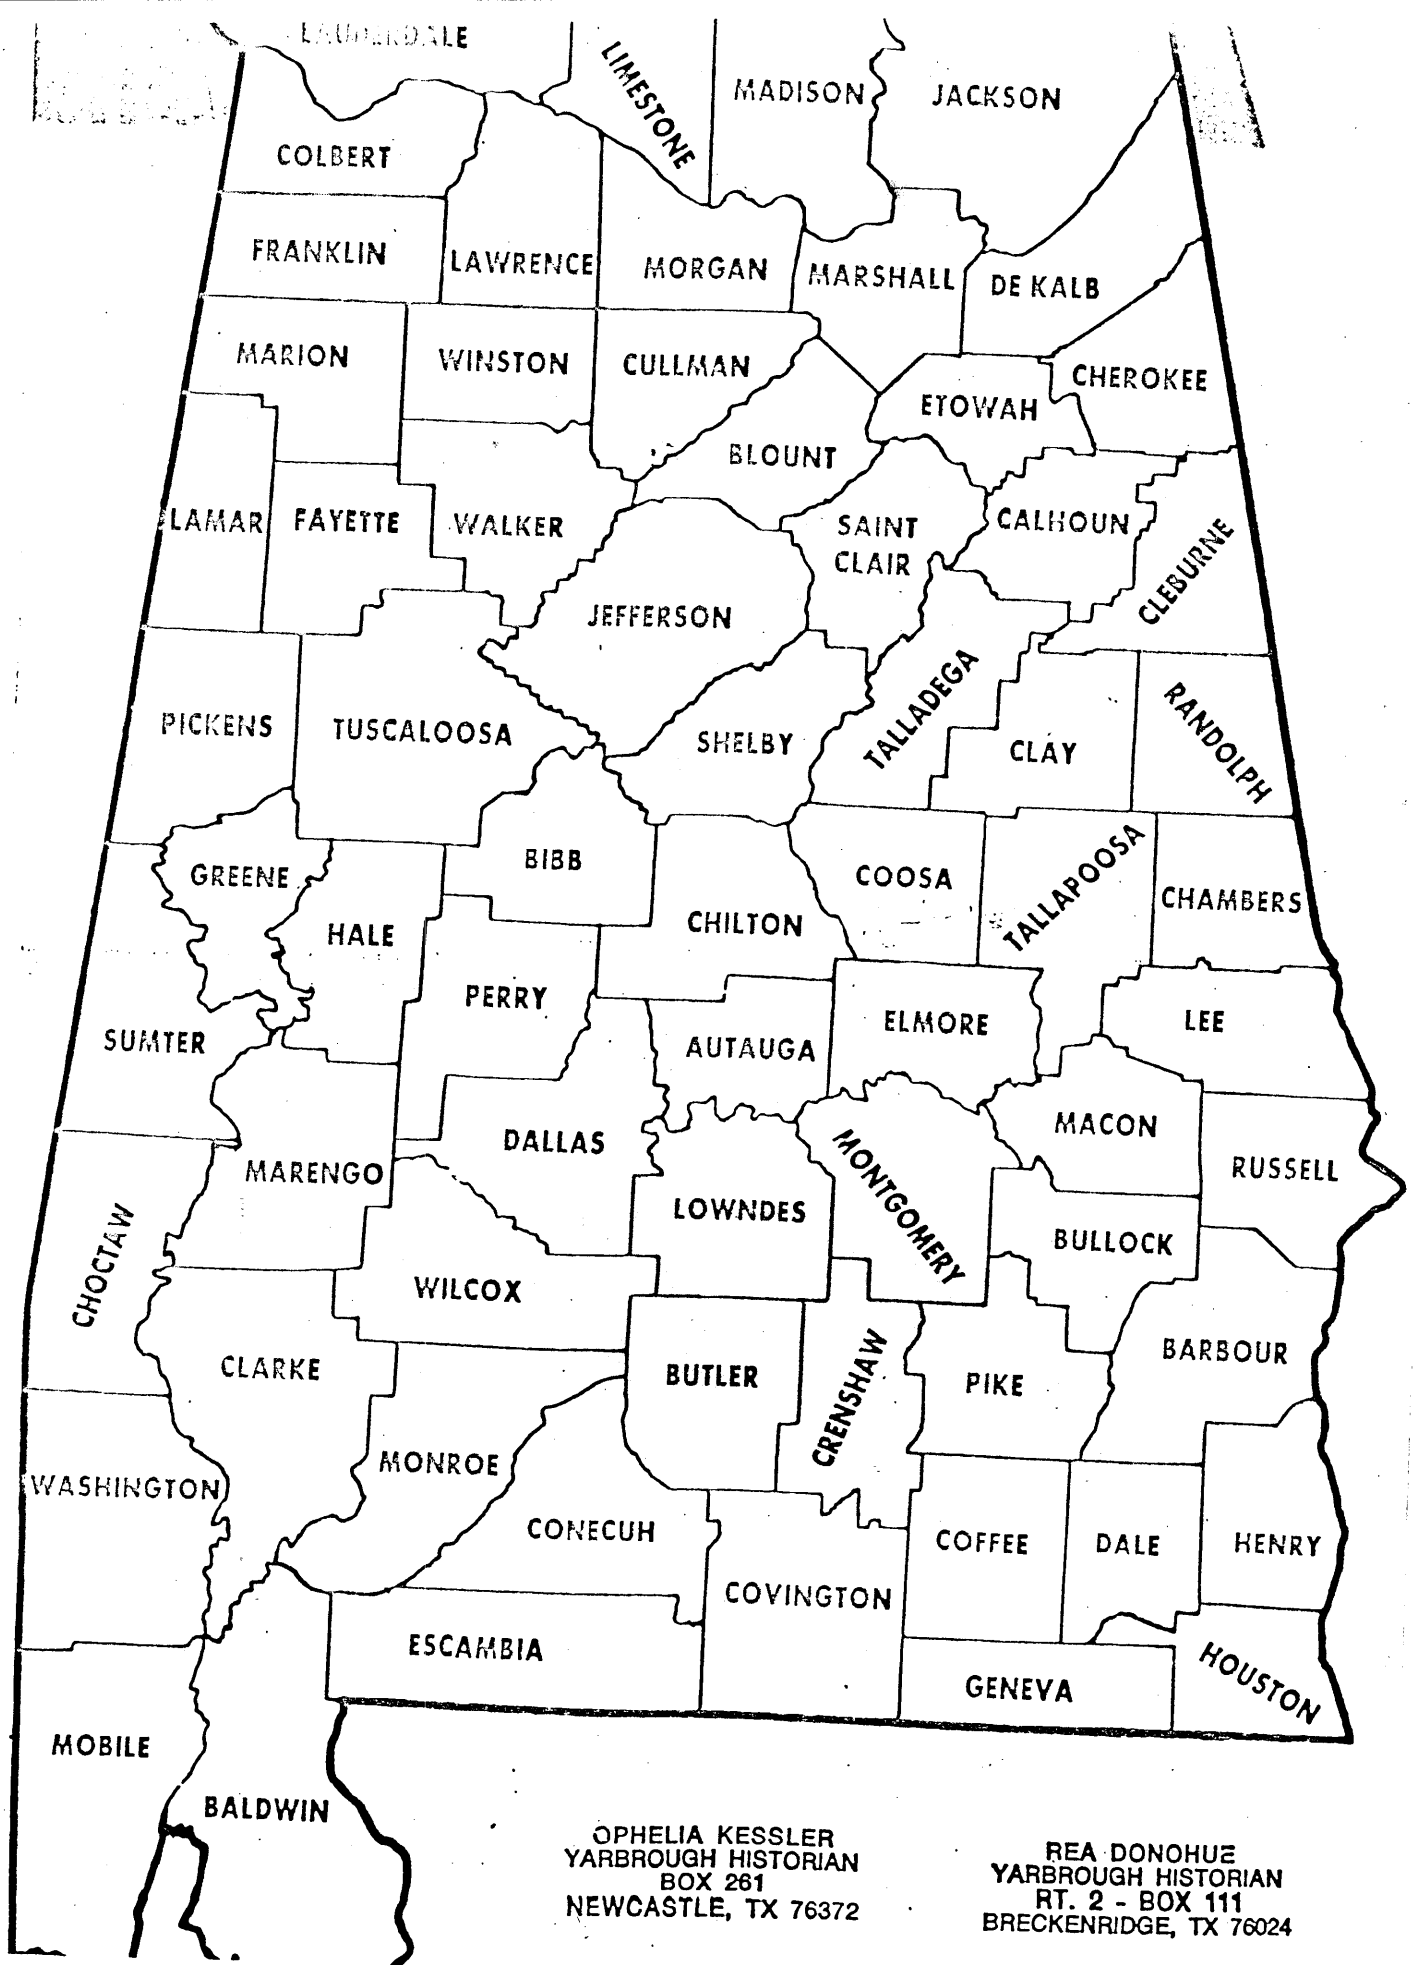 LAUDERDALE
LIMESTONE
MADISON
JACKSON
COLBERT
FRANKLIN
LAWRENCE
MORGAN
MARSHALL
DE KALB
MARION
WINSTON
CULLMAN
CHEROKEE
ETOWAH
BLOUNT
LAMAR
FAYETTE
WALKER
SAINT
CLAIR
CALHOUN
CLEBURNE
JEFFERSON
PICKENS
TUSCALOOSA
SHELBY
TALLADEGA
CLAY
RANDOLPH
GREENE
BIBB
COOSA
TALLAPOOSA
CHAMBERS
HALE
CHILTON
PERRY
SUMTER
AUTAUGA
ELMORE
LEE
DALLAS
MACON
MARENGO
MONTGOMERY
RUSSELL
CHOCTAW
LOWNDES
BULLOCK
WILCOX
CLARKE
BUTLER
CRENSHAW
PIKE
BARBOUR
WASHINGTON
MONROE
CONECUH
COFFEE
DALE
HENRY
COVINGTON
ESCAMBIA
GENEVA
HOUSTON
MOBILE
BALDWIN
OPHELIA KESSLER
YARBROUGH HISTORIAN
BOX 261
NEWCASTLE, TX 76372
REA DONOHUE
YARBROUGH HISTORIAN
RT. 2 - BOX 111
BRECKENRIDGE, TX 76024